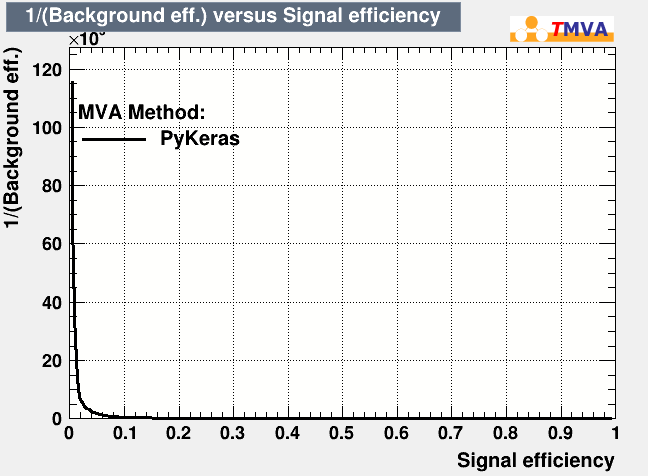 1/(Background eff.) versus Signal efficiency
TMVA
×10³
1/(Background eff.)
120
100
80
60
40
20
0
MVA Method:
PyKeras
0 0.1 0.2 0.3 0.4 0.5 0.6 0.7 0.8 0.9 1
Signal efficiency